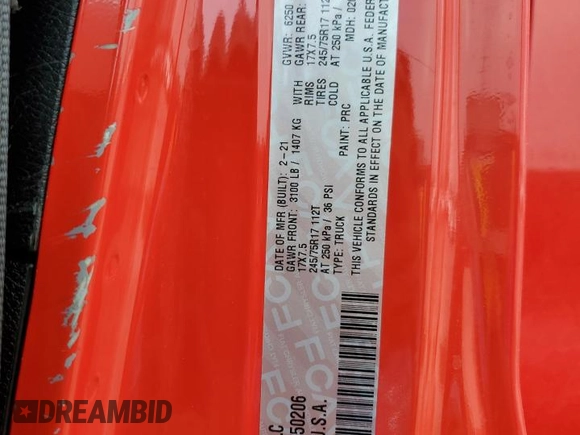 DATE OF MFR (BUILT): 2-21 GVWR: 6250
GAWR FRONT: 3100 LB / 1407 KG WITH GAWR REAR:
17X7.5 RIMS 17X7.5
245/75R17 112T TIRES 245/75R17 112T
AT 250 kPa / 36 PSI COLD AT 250 kPa /
TYPE: TRUCK PAINT: PRC MDH:
THIS VEHICLE CONFORMS TO ALL APPLICABLE U.S.A. FEDER
STANDARDS IN EFFECT ON THE DATE OF MANUFACT
50206
U.S.A.
DREAMBID